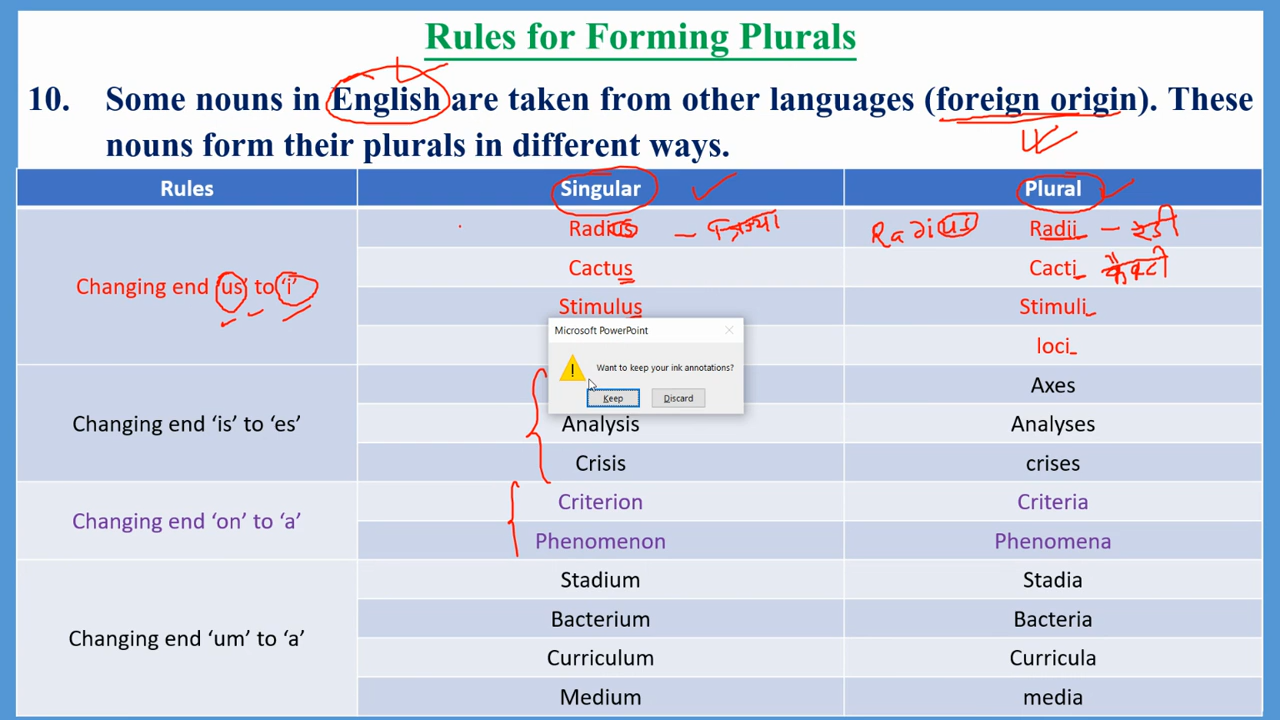 Rules for Forming Plurals
10. Some nouns in English are taken from other languages (foreign origin). These
nouns form their plurals in different ways.
Rules Singular Plural
Changing end ‘us’ to ‘i’
Radius Radius Radii
Cactus Cacti
Stimulus Stimuli
loci
Microsoft PowerPoint
Want to keep your ink annotations?
Keep Discard
Changing end ‘is’ to ‘es’
Axes
Analysis Analyses
Crisis crises
Changing end ‘on’ to ‘a’
Criterion Criteria
Phenomenon Phenomena
Changing end ‘um’ to ‘a’
Stadium Stadia
Bacterium Bacteria
Curriculum Curricula
Medium media